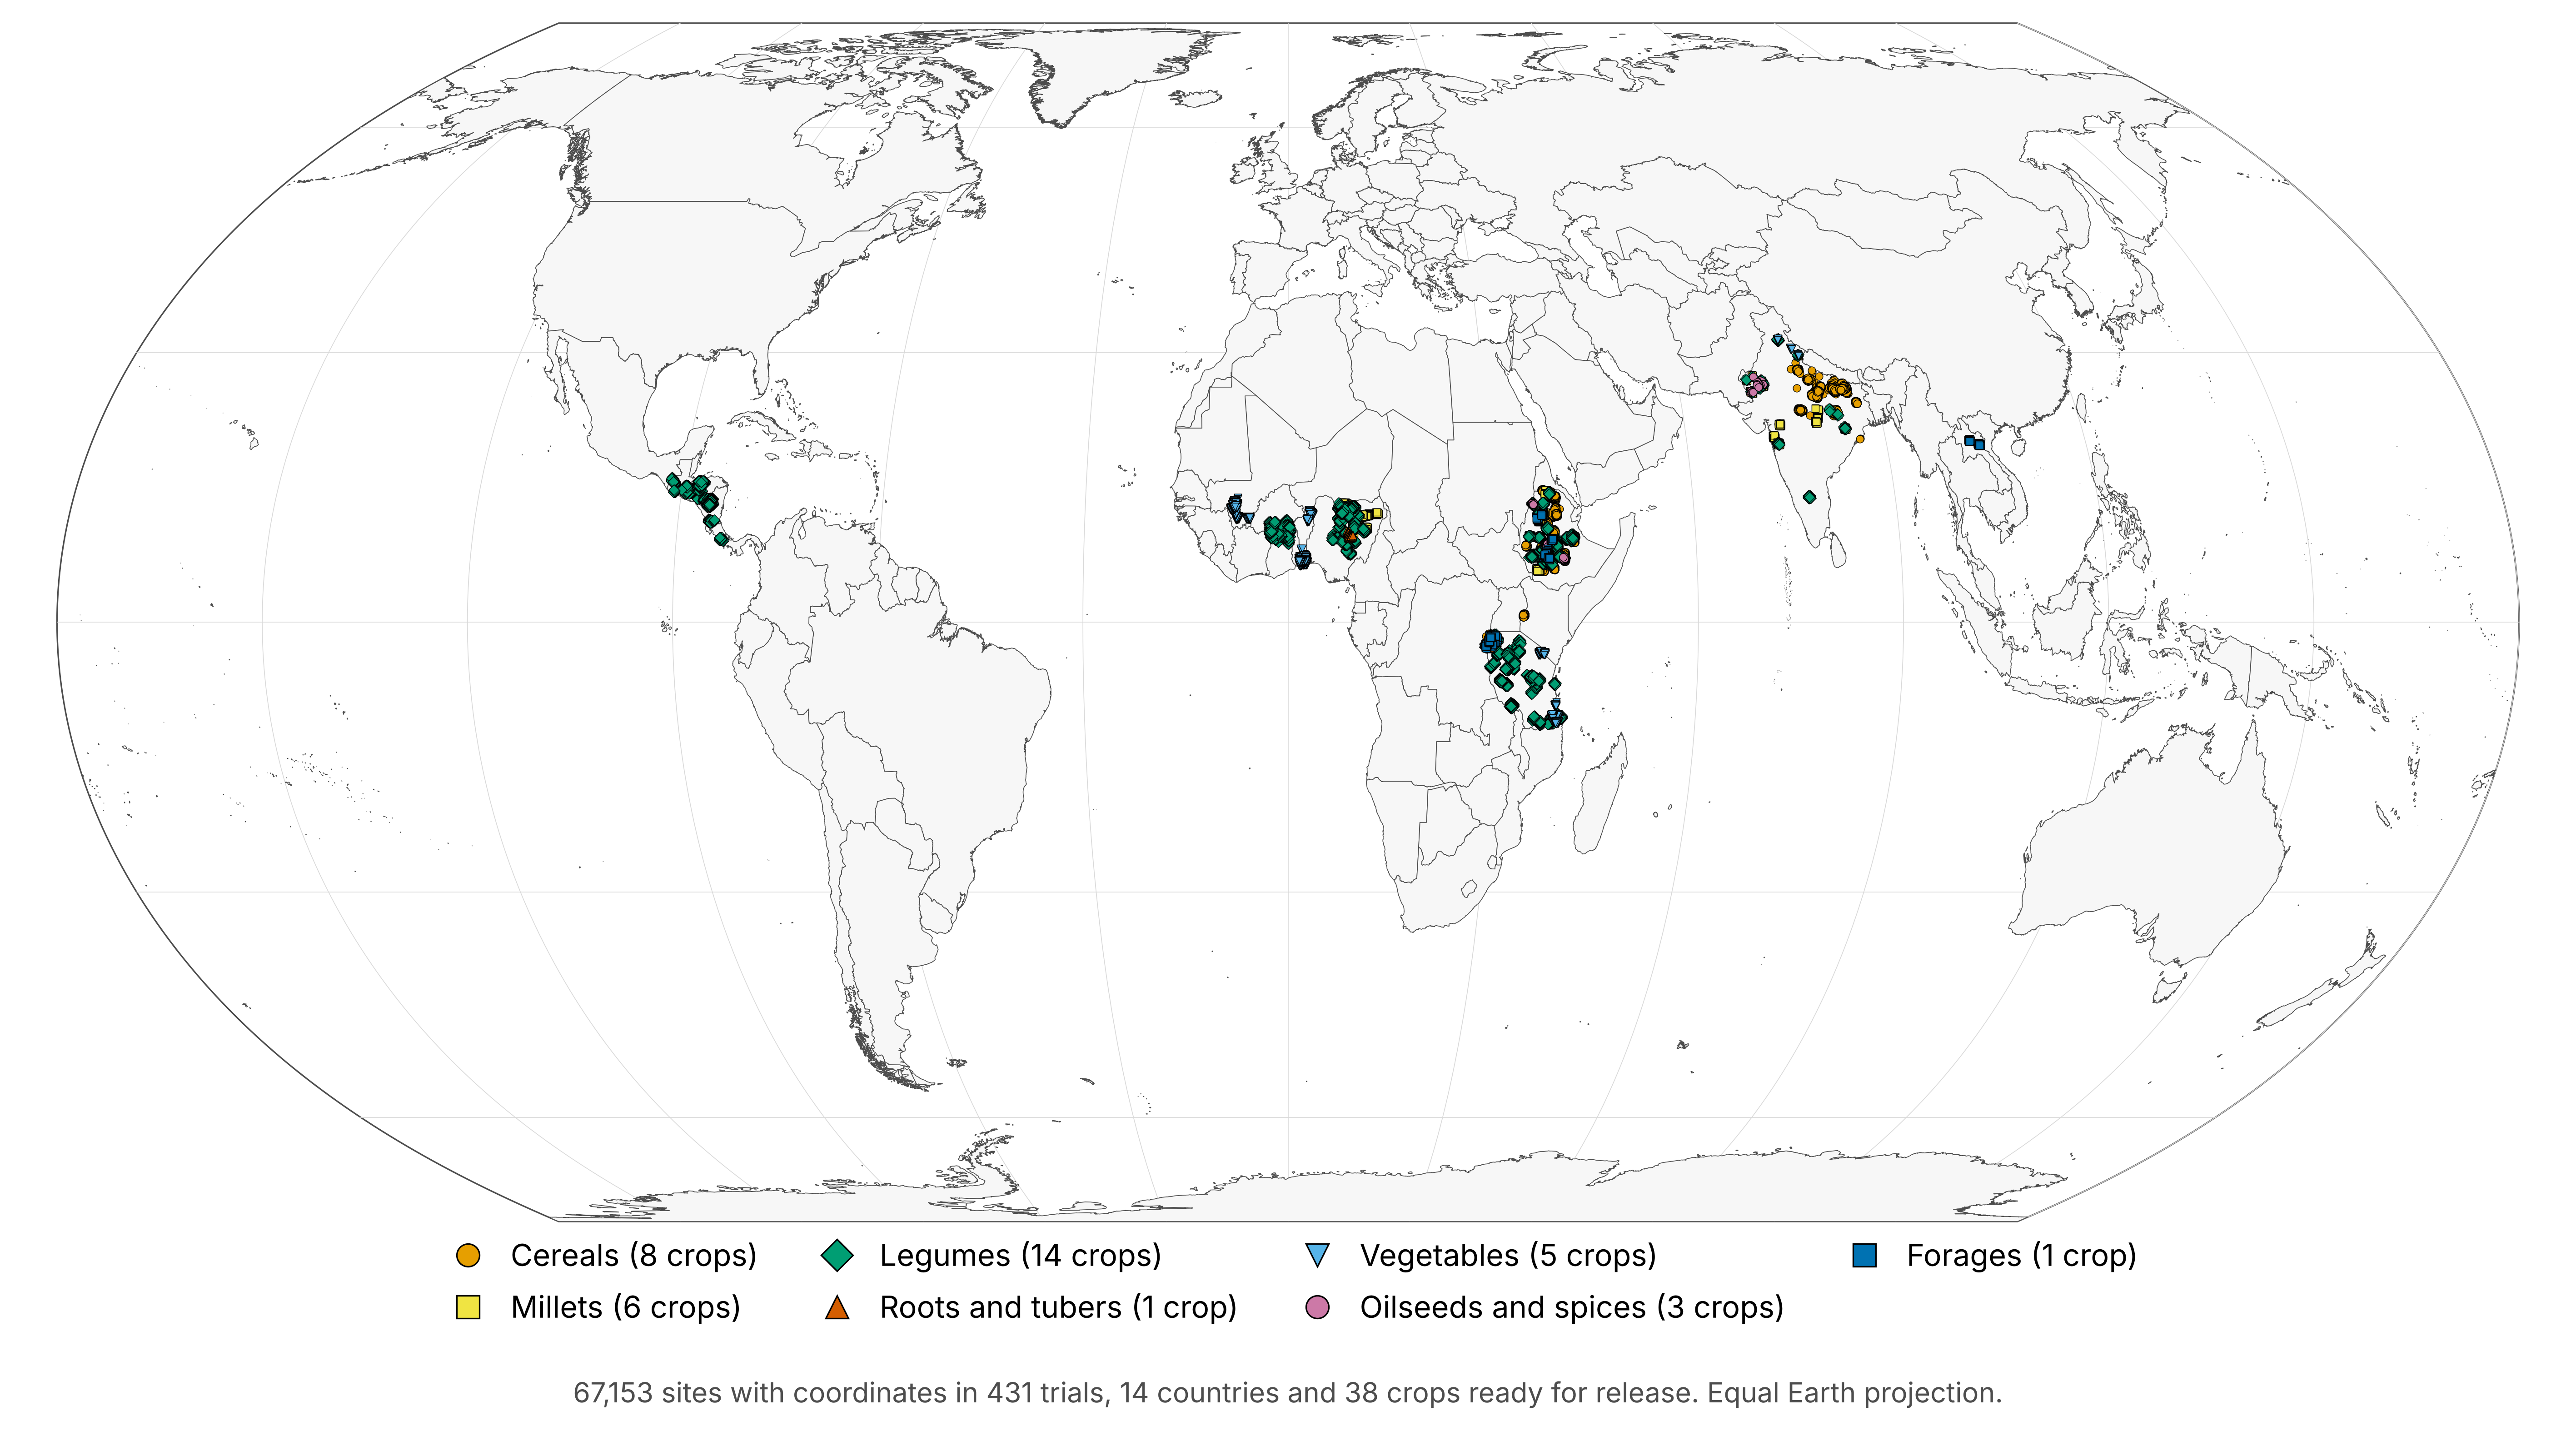 Cereals (8 crops) Legumes (14 crops) Vegetables (5 crops) Forages (1 crop)
Millets (6 crops) Roots and tubers (1 crop) Oilseeds and spices (3 crops)
67,153 sites with coordinates in 431 trials, 14 countries and 38 crops ready for release. Equal Earth projection.